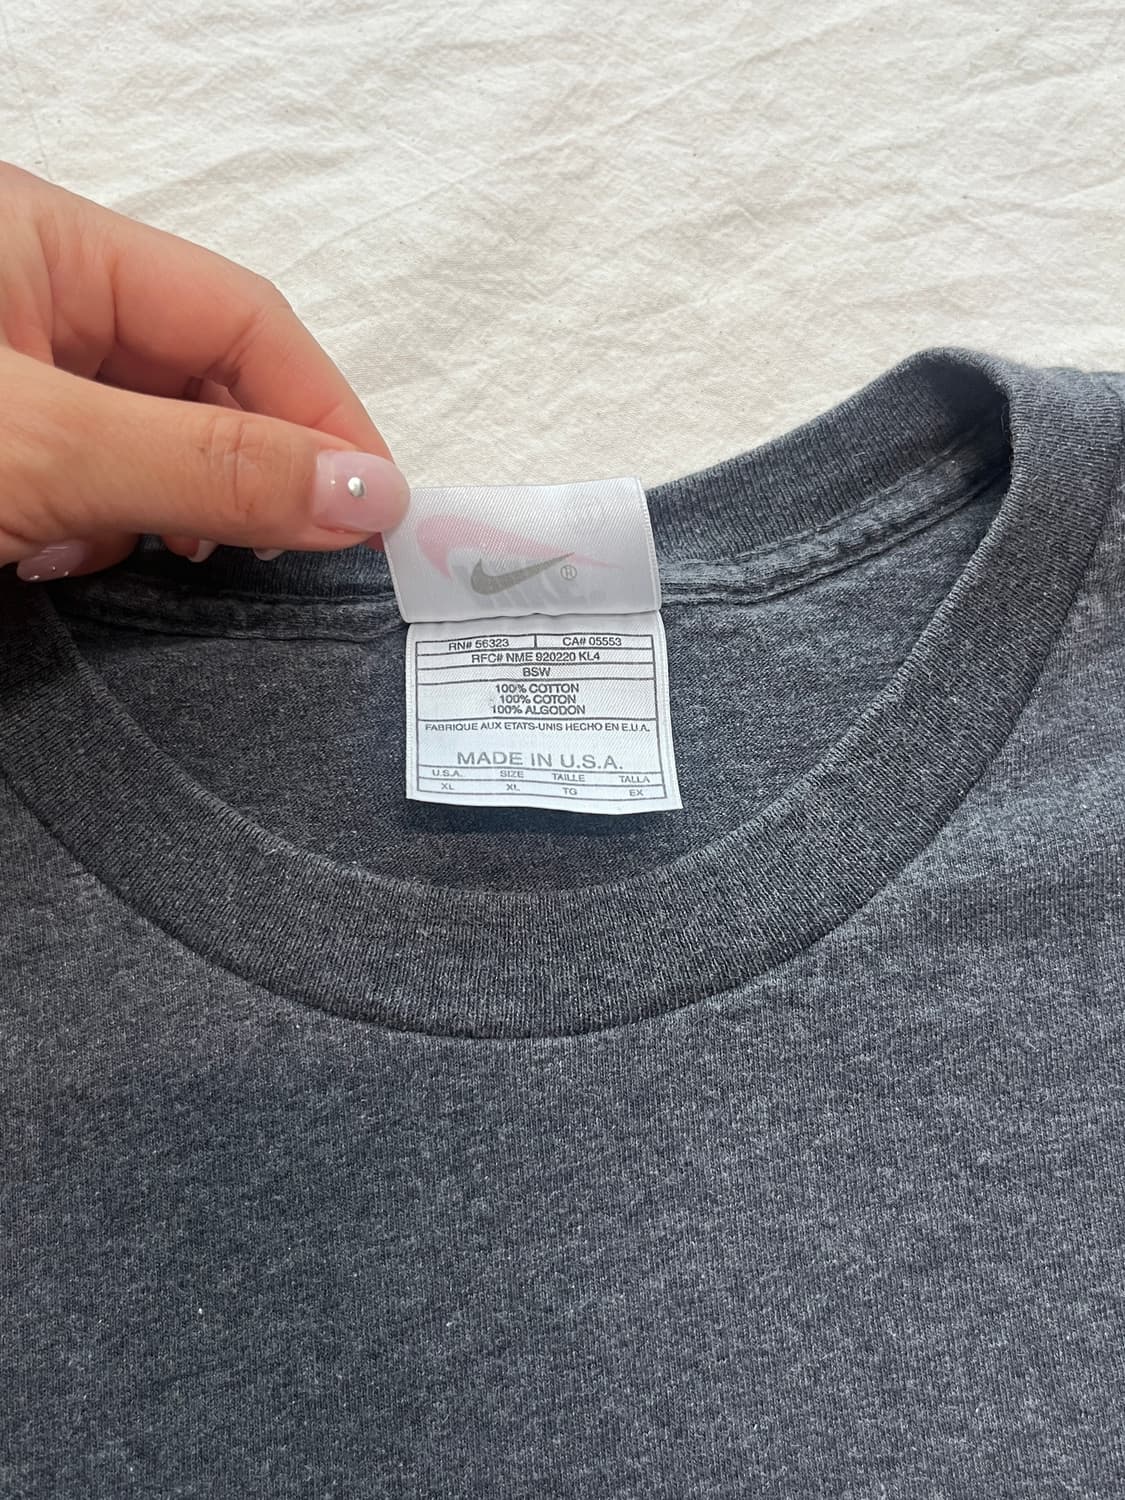 RN# 56323 CA# 05553
RFC# NME 920220 KL4
BSW
100% COTTON
100% COTON
100% ALGODON
FABRIQUE AUX ETATS-UNIS HECHO EN E.U.A.
MADE IN U.S.A.
U.S.A. SIZE TAILLE TALLA
XL XL TG EX